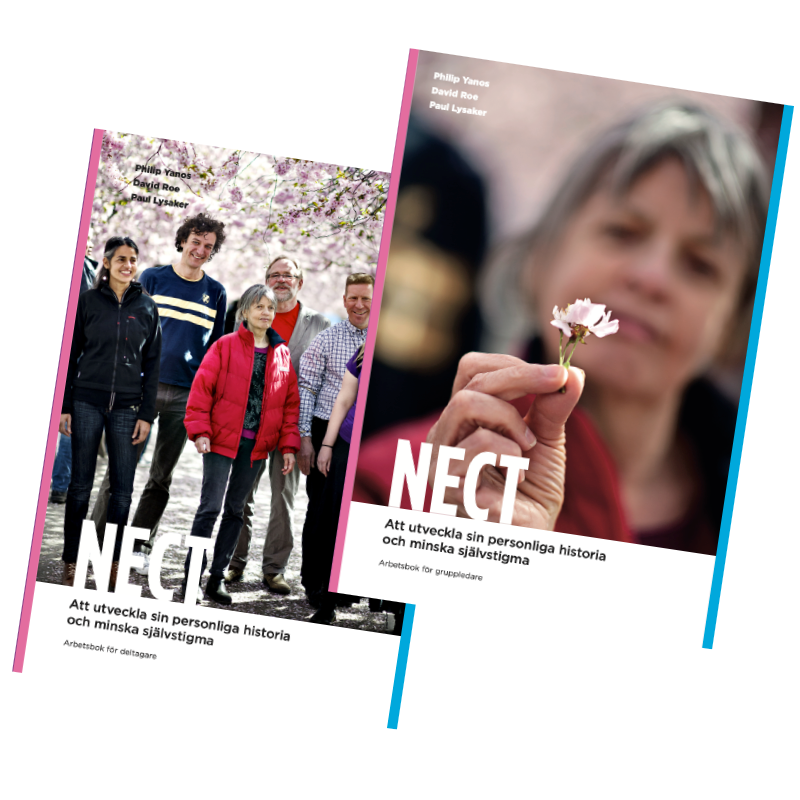 Philip Yanos
David Roe
Paul Lysaker
NECT
Att utveckla sin personliga historia
och minska självstigma
Arbetsbok för deltagare
Philip Yanos
David Roe
Paul Lysaker
NECT
Att utveckla sin personliga historia
och minska självstigma
Arbetsbok för gruppledare